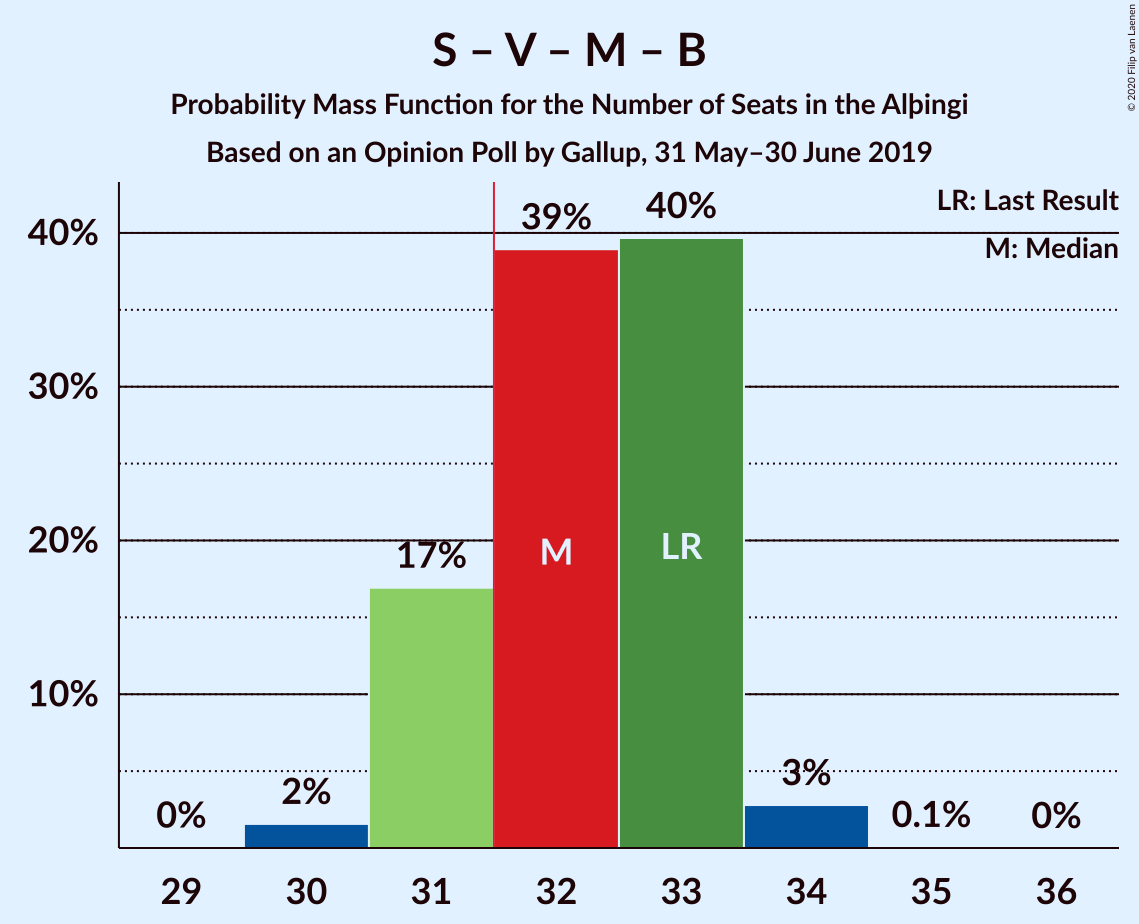 S – V – M – B
Probability Mass Function for the Number of Seats in the Alþingi
Based on an Opinion Poll by Gallup, 31 May–30 June 2019
© 2020 Filip van Laenen
LR: Last Result
M: Median
40%
30%
20%
10%
0%
2%
17%
39%
40%
3%
0.1%
0%
M
LR
29 30 31 32 33 34 35 36